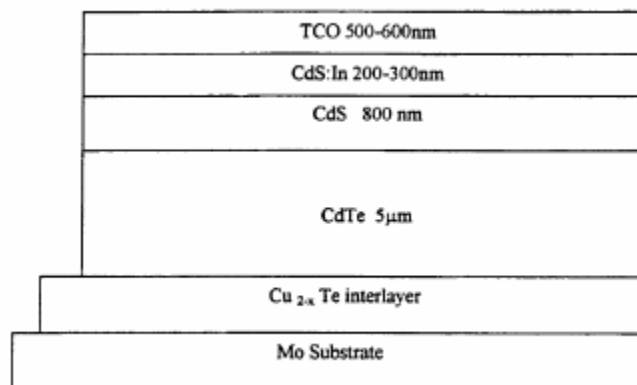 TCO 500-600nm
CdS:In 200-300nm
CdS 800 nm
CdTe 5μm
Cu 2-x Te interlayer
Mo Substrate